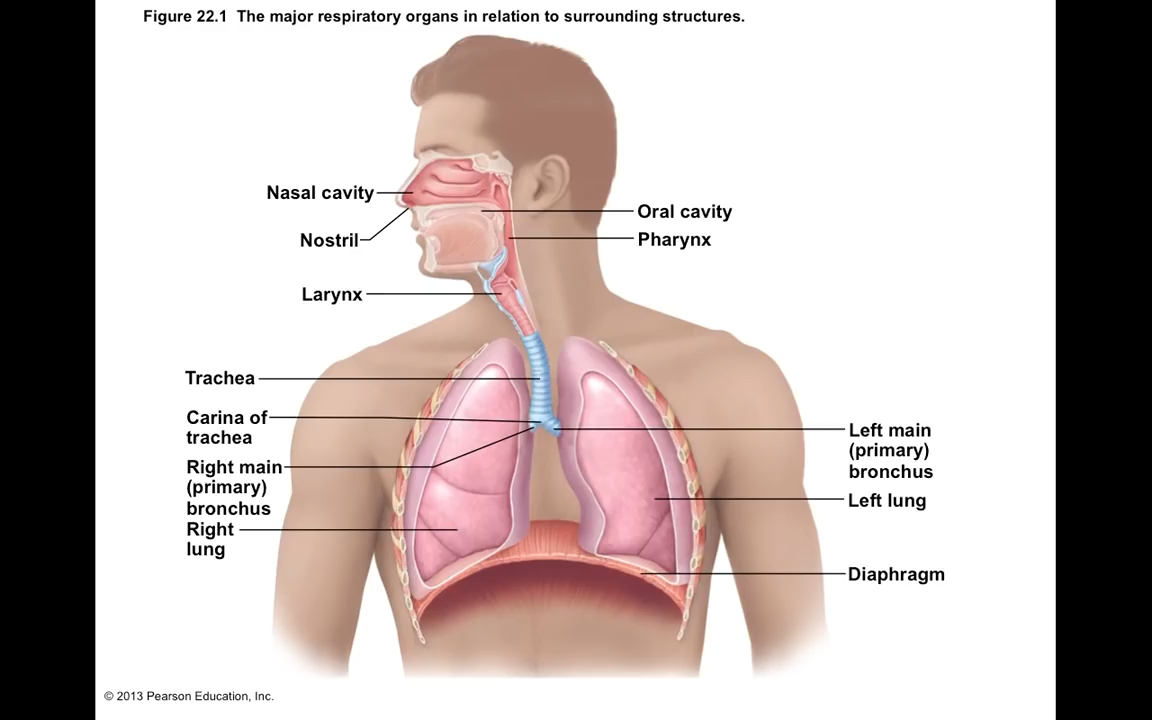 Figure 22.1 The major respiratory organs in relation to surrounding structures.
Nasal cavity
Nostril
Oral cavity
Pharynx
Larynx
Trachea
Carina of
trachea
Right main
(primary)
bronchus
Right
lung
Left main
(primary)
bronchus
Left lung
Diaphragm
© 2013 Pearson Education, Inc.